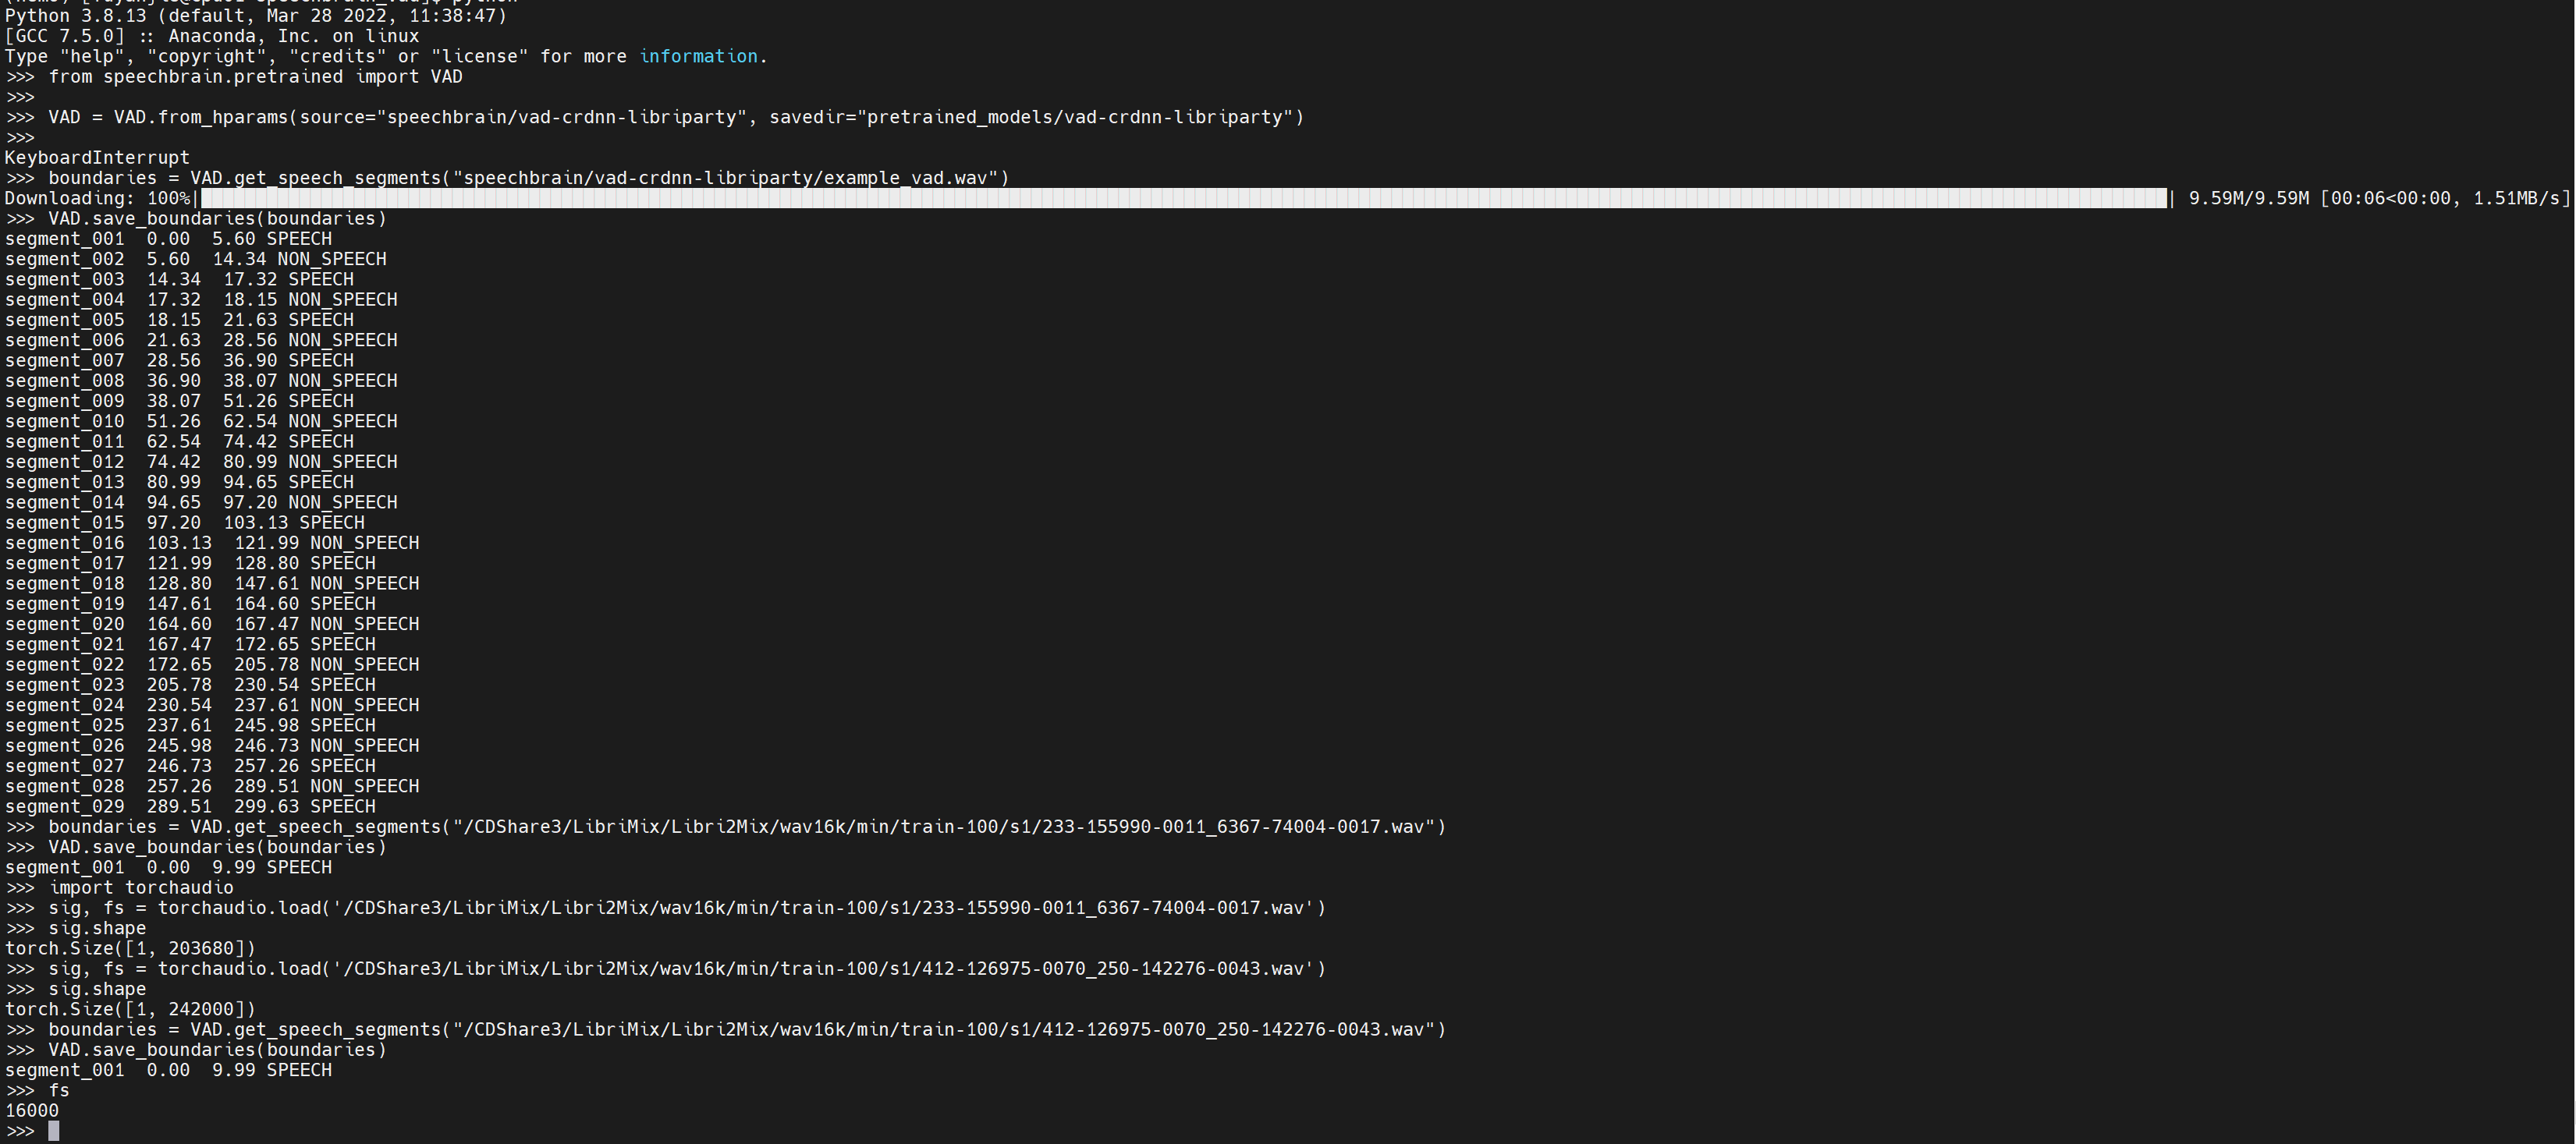 Python 3.8.13 (default, Mar 28 2022, 11:38:47)
[GCC 7.5.0] :: Anaconda, Inc. on linux
Type "help", "copyright", "credits" or "license" for more information.
>>> from speechbrain.pretrained import VAD
>>>
>>> VAD = VAD.from_hparams(source="speechbrain/vad-crdnn-libriparty", savedir="pretrained_models/vad-crdnn-libriparty")
>>>
KeyboardInterrupt
>>> boundaries = VAD.get_speech_segments("speechbrain/vad-crdnn-libriparty/example_vad.wav")
Downloading: 100%| | 9.59M/9.59M [00:06<00:00, 1.51MB/s]
>>> VAD.save_boundaries(boundaries)
segment_001  0.00  5.60 SPEECH
segment_002  5.60  14.34 NON_SPEECH
segment_003  14.34  17.32 SPEECH
segment_004  17.32  18.15 NON_SPEECH
segment_005  18.15  21.63 SPEECH
segment_006  21.63  28.56 NON_SPEECH
segment_007  28.56  36.90 SPEECH
segment_008  36.90  38.07 NON_SPEECH
segment_009  38.07  51.26 SPEECH
segment_010  51.26  62.54 NON_SPEECH
segment_011  62.54  74.42 SPEECH
segment_012  74.42  80.99 NON_SPEECH
segment_013  80.99  94.65 SPEECH
segment_014  94.65  97.20 NON_SPEECH
segment_015  97.20  103.13 SPEECH
segment_016  103.13  121.99 NON_SPEECH
segment_017  121.99  128.80 SPEECH
segment_018  128.80  147.61 NON_SPEECH
segment_019  147.61  164.60 SPEECH
segment_020  164.60  167.47 NON_SPEECH
segment_021  167.47  172.65 SPEECH
segment_022  172.65  205.78 NON_SPEECH
segment_023  205.78  230.54 SPEECH
segment_024  230.54  237.61 NON_SPEECH
segment_025  237.61  245.98 SPEECH
segment_026  245.98  246.73 NON_SPEECH
segment_027  246.73  257.26 SPEECH
segment_028  257.26  289.51 NON_SPEECH
segment_029  289.51  299.63 SPEECH
>>> boundaries = VAD.get_speech_segments("/CDShare3/LibriMix/Libri2Mix/wav16k/min/train-100/s1/233-155990-0011_6367-74004-0017.wav")
>>> VAD.save_boundaries(boundaries)
segment_001  0.00  9.99 SPEECH
>>> import torchaudio
>>> sig, fs = torchaudio.load('/CDShare3/LibriMix/Libri2Mix/wav16k/min/train-100/s1/233-155990-0011_6367-74004-0017.wav')
>>> sig.shape
torch.Size([1, 203680])
>>> sig, fs = torchaudio.load('/CDShare3/LibriMix/Libri2Mix/wav16k/min/train-100/s1/412-126975-0070_250-142276-0043.wav')
>>> sig.shape
torch.Size([1, 242000])
>>> boundaries = VAD.get_speech_segments("/CDShare3/LibriMix/Libri2Mix/wav16k/min/train-100/s1/412-126975-0070_250-142276-0043.wav")
>>> VAD.save_boundaries(boundaries)
segment_001  0.00  9.99 SPEECH
>>> fs
16000
>>>